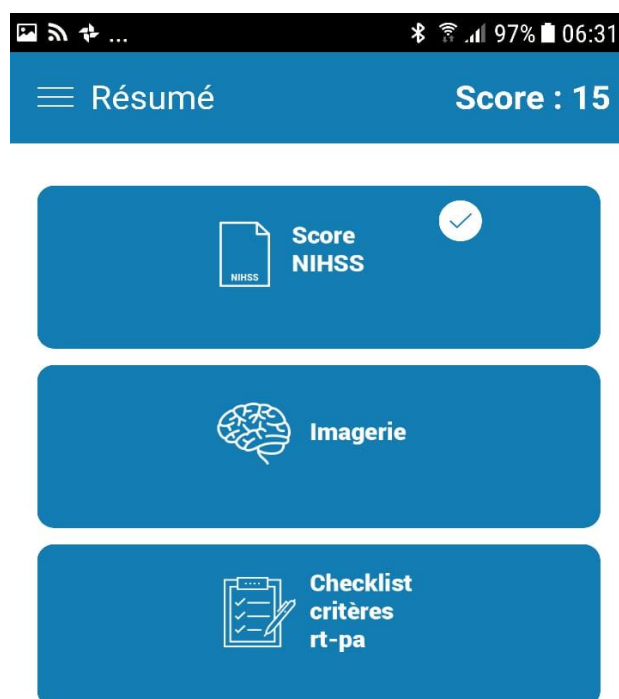 ... 97% 06:31
Résumé Score : 15
Score
NIHSS
NIHSS
Imagerie
Checklist
critères
rt-pa